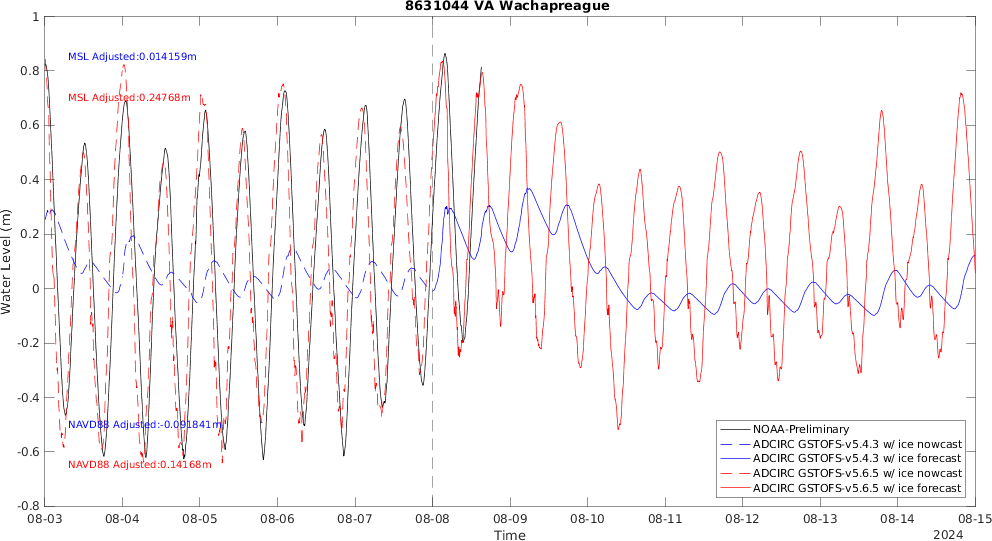 8631044 VA Wachapreague
Water Level (m)
1
0.8
0.6
0.4
0.2
0
-0.2
-0.4
-0.6
-0.8
MSL Adjusted:0.014159m
MSL Adjusted:0.24768m
NAVD88 Adjusted:-0.091841m
NAVD88 Adjusted:0.14168m
NOAA-Preliminary
ADCIRC GSTOFS-v5.4.3 w/ ice nowcast
ADCIRC GSTOFS-v5.4.3 w/ ice forecast
ADCIRC GSTOFS-v5.6.5 w/ ice nowcast
ADCIRC GSTOFS-v5.6.5 w/ ice forecast
08-03 08-04 08-05 08-06 08-07 08-08 08-09 08-10 08-11 08-12 08-13 08-14 08-15
Time
2024